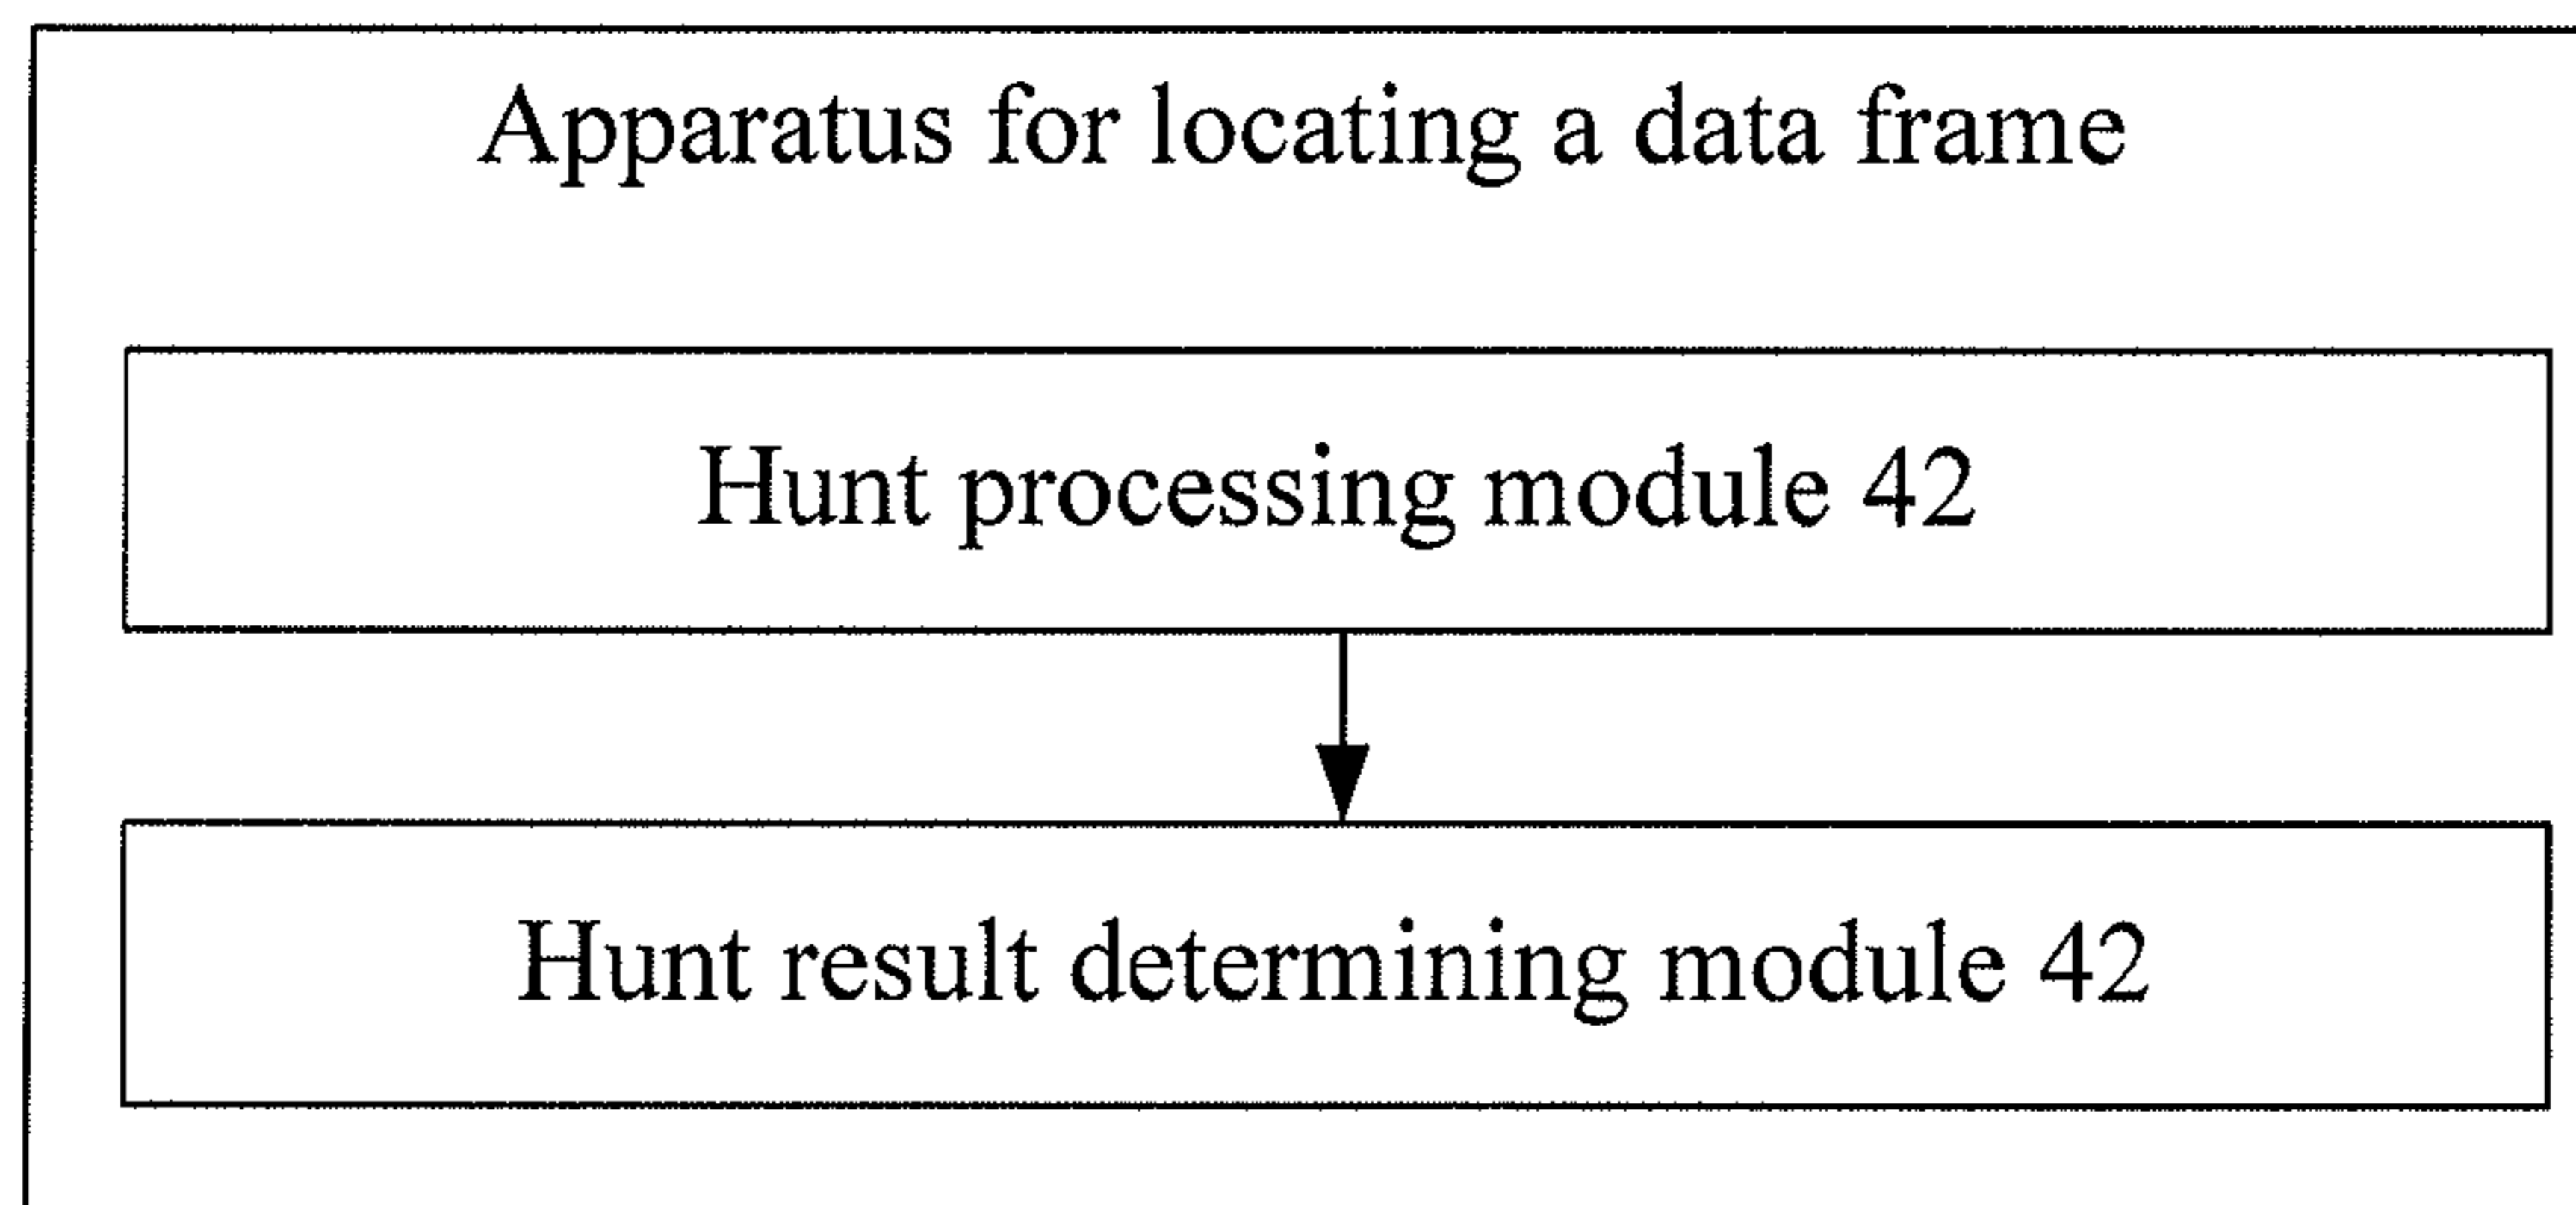 Apparatus for locating a data frame
Hunt processing module 42
Hunt result determining module 42